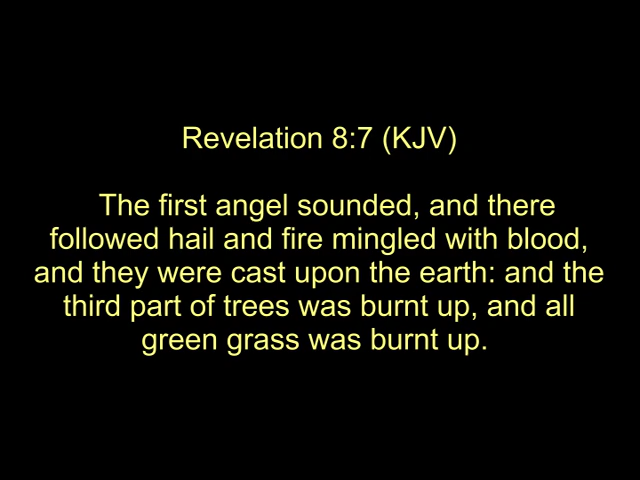 Revelation 8:7 (KJV)
The first angel sounded, and there
followed hail and fire mingled with blood,
and they were cast upon the earth: and the
third part of trees was burnt up, and all
green grass was burnt up.